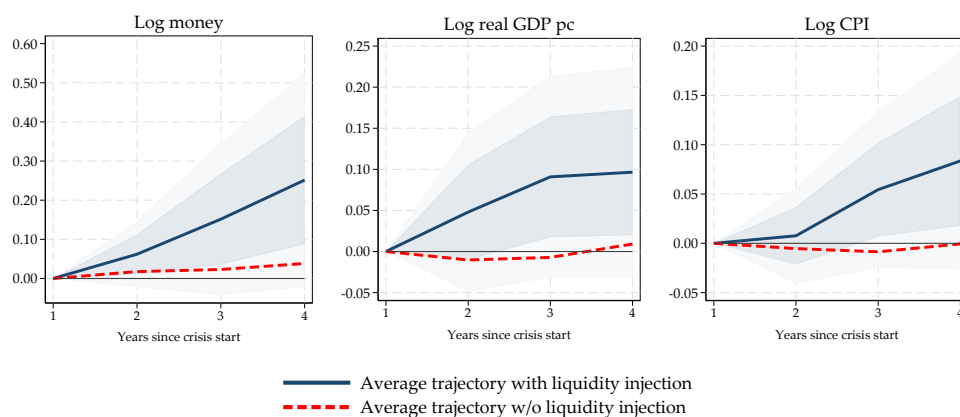 Log money
0.60
0.50
0.40
0.30
0.20
0.10
0.00
1 2 3 4
Years since crisis start
Log real GDP pc
0.25
0.20
0.15
0.10
0.05
0.00
-0.05
1 2 3 4
Years since crisis start
Log CPI
0.20
0.15
0.10
0.05
0.00
-0.05
1 2 3 4
Years since crisis start
Average trajectory with liquidity injection
Average trajectory w/o liquidity injection